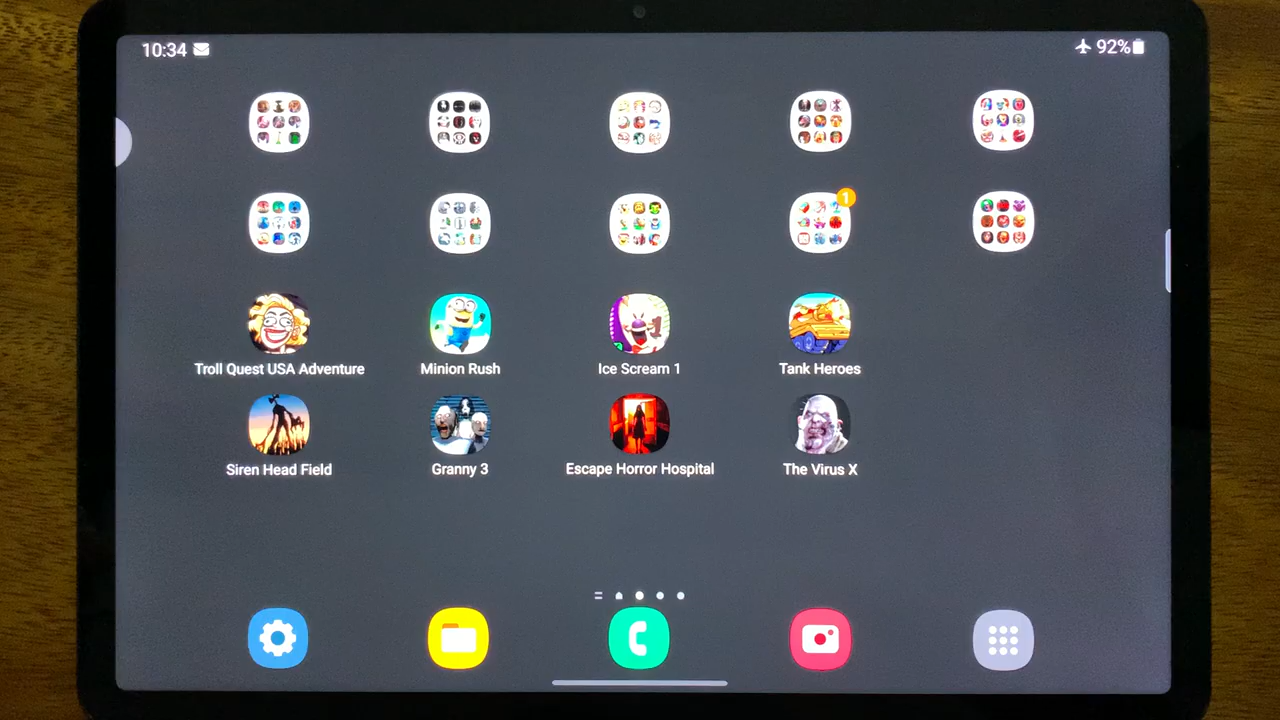 10:34
92%
1
Troll Quest USA Adventure
Minion Rush
Ice Scream 1
Tank Heroes
Siren Head Field
Granny 3
Escape Horror Hospital
The Virus X